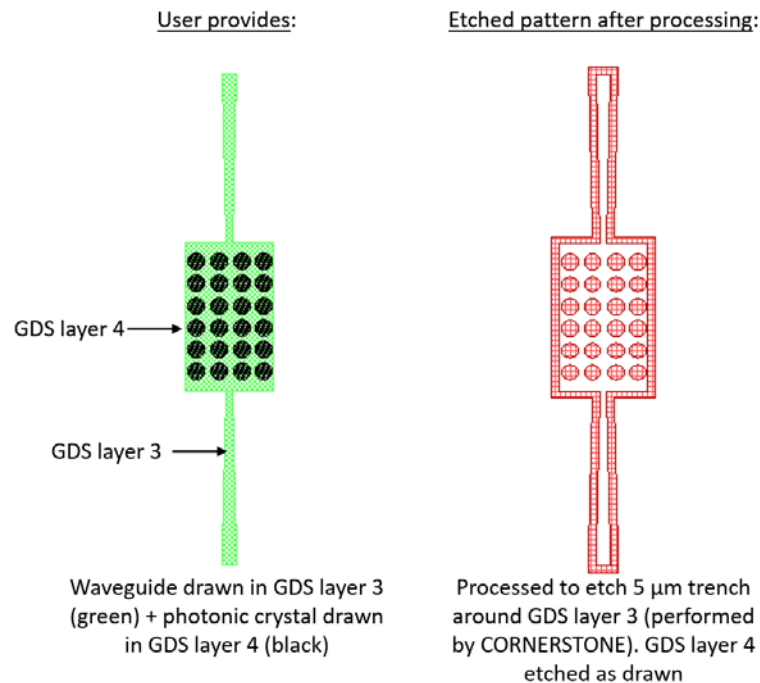 User provides:
Etched pattern after processing:
GDS layer 4
GDS layer 3
Waveguide drawn in GDS layer 3
(green) + photonic crystal drawn
in GDS layer 4 (black)
Processed to etch 5 µm trench
around GDS layer 3 (performed
by CORNERSTONE). GDS layer 4
etched as drawn